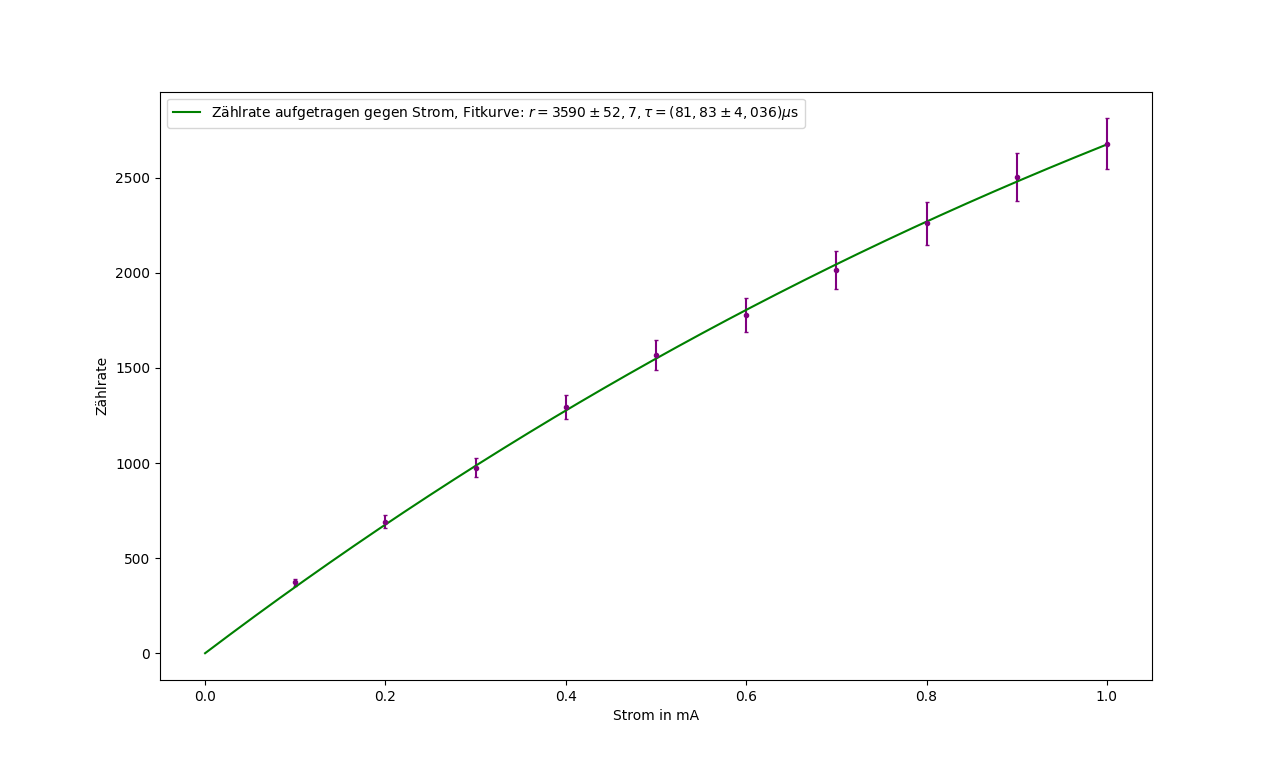 Zählrate aufgetragen gegen Strom, Fitkurve: r = 3590 ± 52, 7, τ = (81, 83 ± 4, 036)μs
2500
2000
1500
1000
500
0
Zählrate
0.0 0.2 0.4 0.6 0.8 1.0
Strom in mA